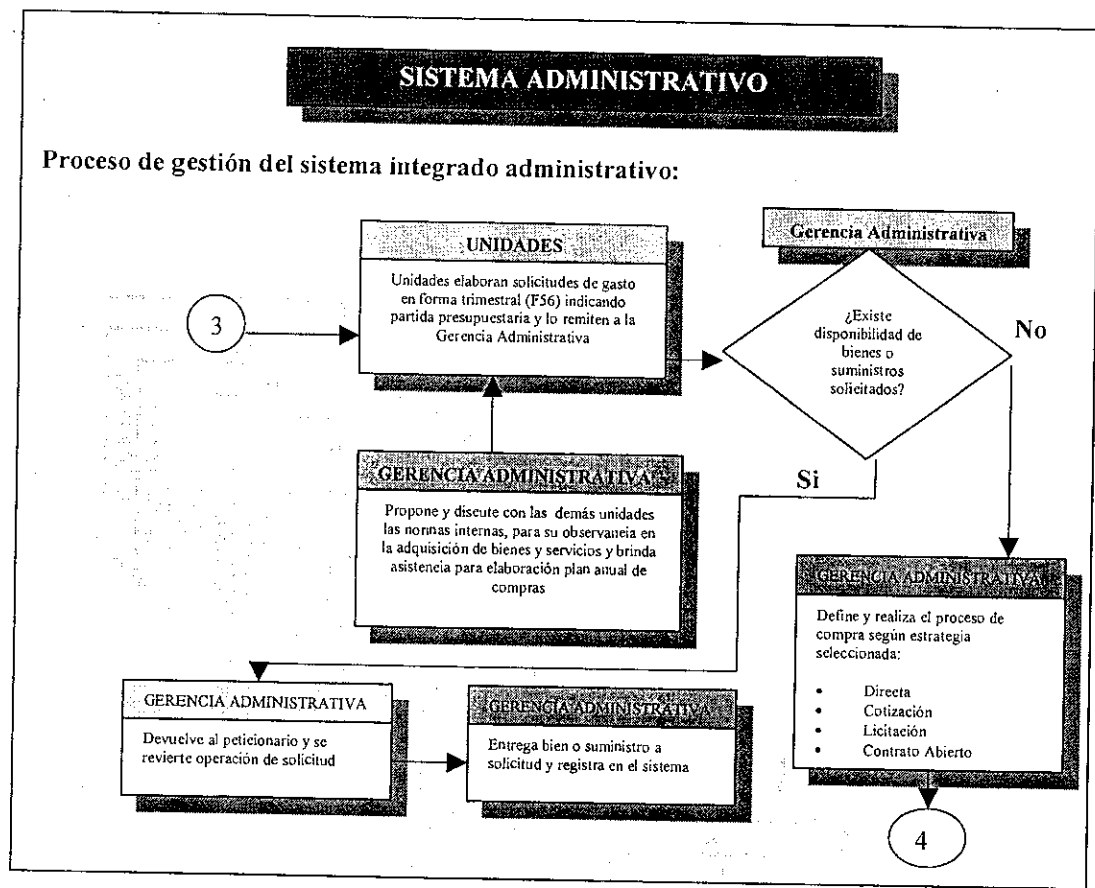 SISTEMA ADMINISTRATIVO
Proceso de gestión del sistema integrado administrativo:
3
UNIDADES
Unidades elaboran solicitudes de gasto
en forma trimestral (F56) indicando
partida presupuestaria y lo remiten a la
Gerencia Administrativa
Gerencia Administrativa
¿Existe
disponibilidad de
bienes o
suministros
solicitados?
No
Si
GERENCIA ADMINISTRATIVA
Propone y discute con las demás unidades
las normas internas, para su observancia en
la adquisición de bienes y servicios y brinda
asistencia para elaboración plan anual de
compras
GERENCIA ADMINISTRATIVA
Define y realiza el proceso de
compra según estrategia
seleccionada:
• Directa
• Cotización
• Licitación
• Contrato Abierto
GERENCIA ADMINISTRATIVA
Devuelve al peticionario y se
revierte operación de solicitud
GERENCIA ADMINISTRATIVA
Entrega bien o suministro a
solicitud y registra en el sistema
4